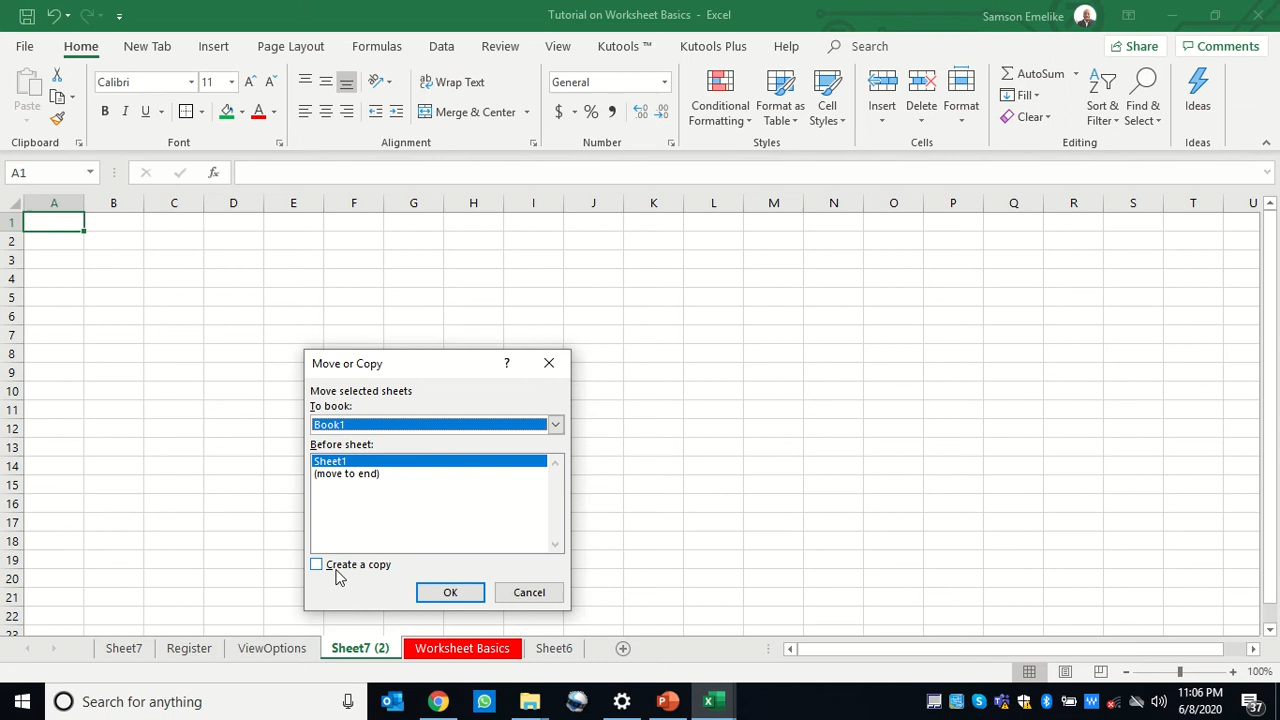 Tutorial on Worksheet Basics - Excel
Samson Emelike
File Home New Tab Insert Page Layout Formulas Data Review View Kutools ™ Kutools Plus Help Search Share Comments
Paste
Clipboard
Calibri 11
B I U
Font
Wrap Text
Merge & Center
Alignment
General
$ % ,
Number
Conditional Formatting
Format as Table
Cell Styles
Styles
Insert Delete Format
Cells
AutoSum
Fill
Clear
Sort & Filter
Find & Select
Editing
Ideas
Ideas
A1 fx
A B C D E F G H I J K L M N O P Q R S T U
1
2
3
4
5
6
7
8
9
10
11
12
13
14
15
16
17
18
19
20
21
22
23
Move or Copy ?
Move selected sheets
To book:
Book1
Before sheet:
Sheet1
(move to end)
Create a copy
OK Cancel
Sheet7 Register ViewOptions Sheet7 (2) Worksheet Basics Sheet6
100%
Search for anything
11:06 PM
6/8/2020
37